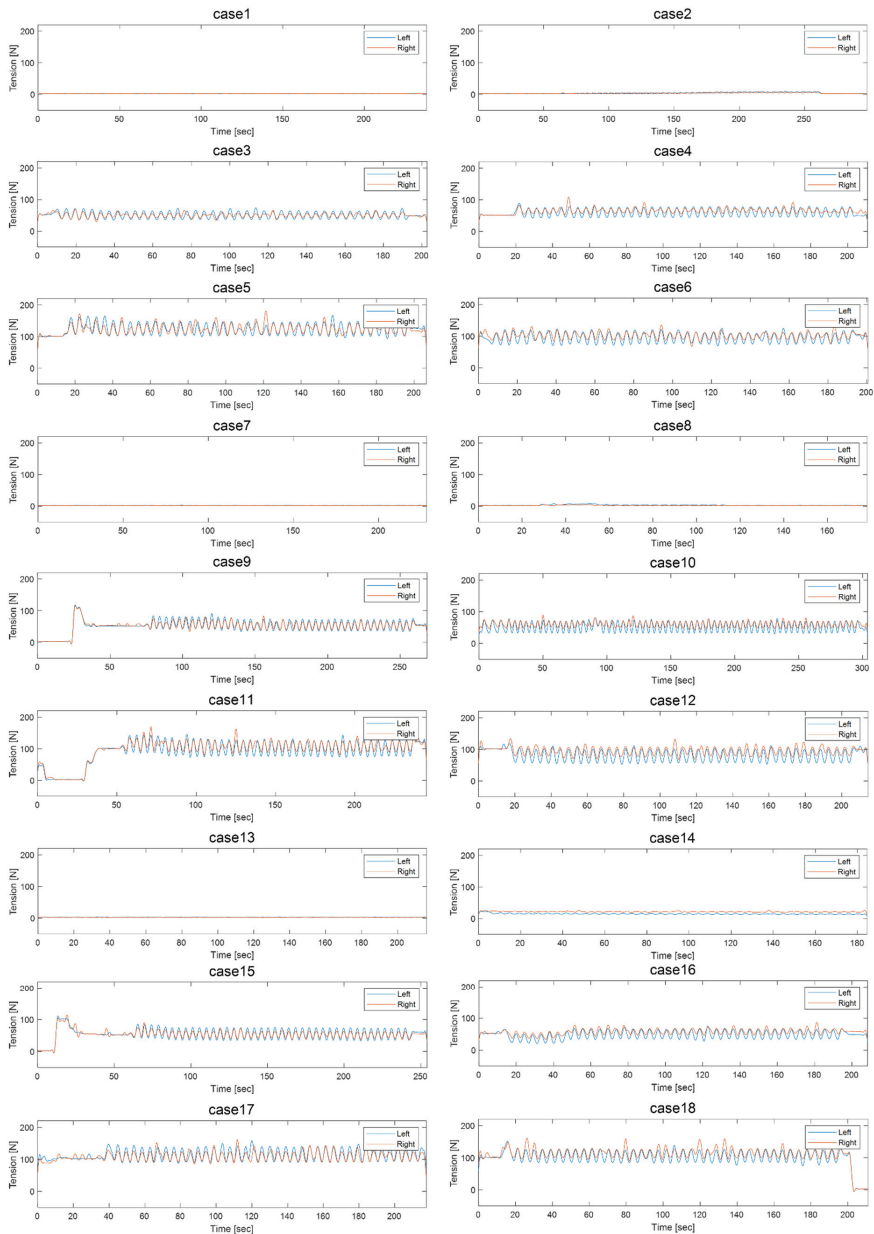 case1
Tension [N]
200
100
0
Left
Right
0 50 100 150 200
Time [sec]
case2
Tension [N]
200
100
0
Left
Right
0 50 100 150 200 250
Time [sec]
case3
Tension [N]
200
100
0
Left
Right
0 20 40 60 80 100 120 140 160 180 200
Time [sec]
case4
Tension [N]
200
100
0
Left
Right
0 20 40 60 80 100 120 140 160 180 200
Time [sec]
case5
Tension [N]
200
100
0
Left
Right
0 20 40 60 80 100 120 140 160 180 200
Time [sec]
case6
Tension [N]
200
100
0
Left
Right
0 20 40 60 80 100 120 140 160 180 200
Time [sec]
case7
Tension [N]
200
100
0
Left
Right
0 50 100 150 200
Time [sec]
case8
Tension [N]
200
100
0
Left
Right
0 20 40 60 80 100 120 140 160
Time [sec]
case9
Tension [N]
200
100
0
Left
Right
0 50 100 150 200 250
Time [sec]
case10
Tension [N]
200
100
0
Left
Right
0 50 100 150 200 250 300
Time [sec]
case11
Tension [N]
200
100
0
Left
Right
0 50 100 150 200
Time [sec]
case12
Tension [N]
200
100
0
Left
Right
0 20 40 60 80 100 120 140 160 180 200
Time [sec]
case13
Tension [N]
200
100
0
Left
Right
0 20 40 60 80 100 120 140 160 180 200
Time [sec]
case14
Tension [N]
200
100
0
Left
Right
0 20 40 60 80 100 120 140 160 180
Time [sec]
case15
Tension [N]
200
100
0
Left
Right
0 50 100 150 200 250
Time [sec]
case16
Tension [N]
200
100
0
Left
Right
0 20 40 60 80 100 120 140 160 180 200
Time [sec]
case17
Tension [N]
200
100
0
Left
Right
0 20 40 60 80 100 120 140 160 180 200
Time [sec]
case18
Tension [N]
200
100
0
Left
Right
0 20 40 60 80 100 120 140 160 180 200
Time [sec]